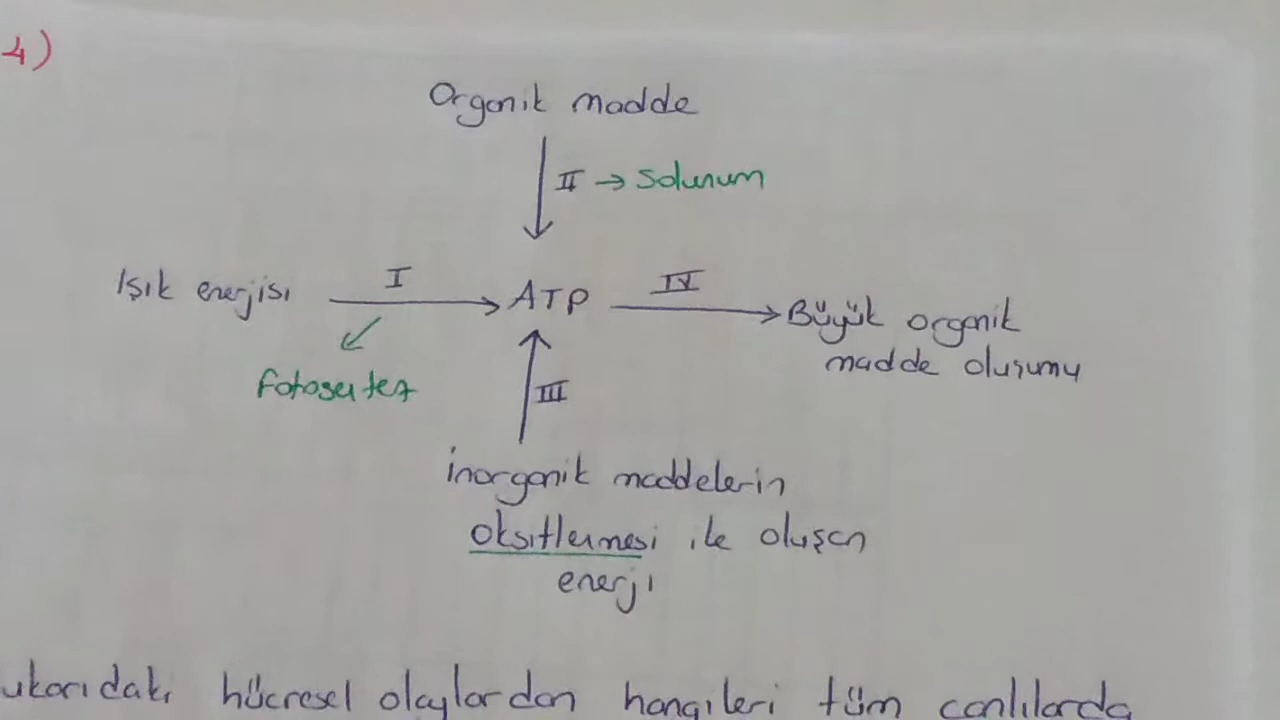 4)
Organik madde
II → Solunum
Işık enerjisi
I
ATP
IV
Büyük organik
madde oluşumu
Fotosentez
III
İnorganik maddelerin
oksitlenmesi ile oluşan
enerji
ukarıdaki hücresel olaylardan hangileri tüm canlılarda